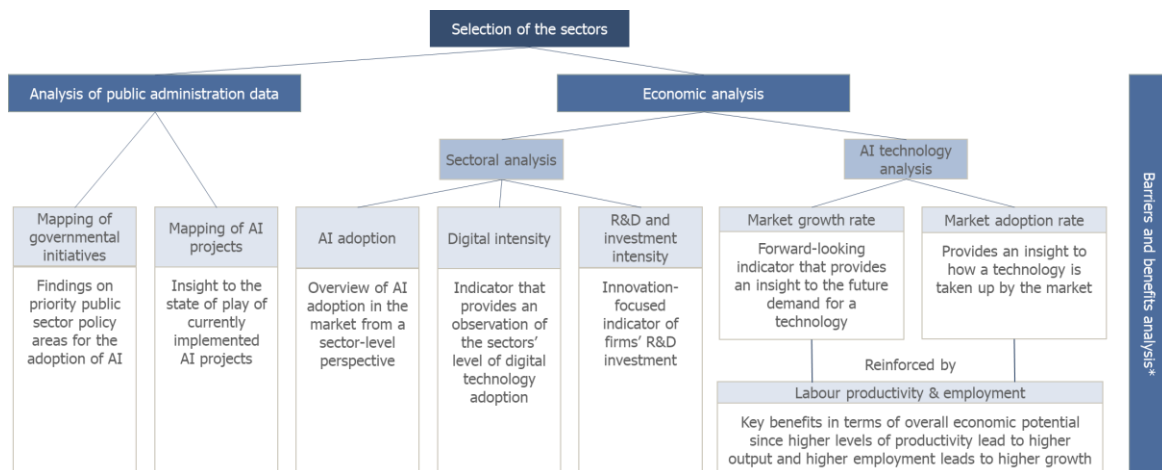 Selection of the sectors
Analysis of public administration data
Economic analysis
Sectoral analysis
AI technology
analysis
Mapping of
governmental
initiatives
Findings on
priority public
sector policy
areas for the
adoption of AI
Mapping of AI
projects
Insight to the
state of play of
currently
implemented
AI projects
AI adoption
Overview of AI
adoption in the
market from a
sector-level
perspective
Digital intensity
Indicator that
provides an
observation of
the sectors'
level of digital
technology
adoption
R&D and
investment
intensity
Innovation-
focused
indicator of
firms' R&D
investment
Market growth rate
Forward-looking
indicator that provides
an insight to the future
demand for a
technology
Market adoption rate
Provides an insight to
how a technology is
taken up by the market
Reinforced by
Labour productivity & employment
Key benefits in terms of overall economic potential
since higher levels of productivity lead to higher
output and higher employment leads to higher growth
Barriers and benefits analysis*